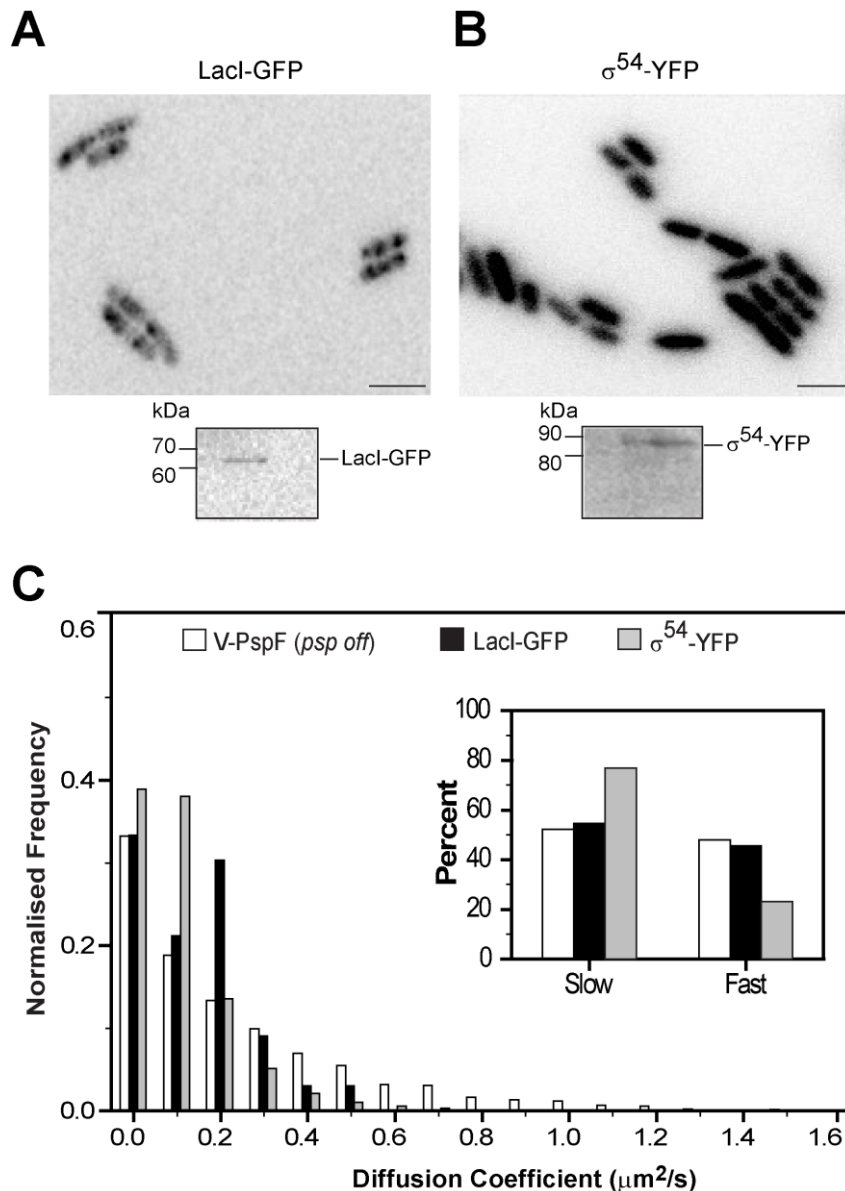 A
B
LacI-GFP
σ54-YFP
kDa
70
60
LacI-GFP
kDa
90
80
σ54-YFP
C
0.6
0.4
0.2
0.0
Normalised Frequency
V-PspF (psp off)
LacI-GFP
σ54-YFP
100
80
60
40
20
0
Percent
Slow
Fast
0.0 0.2 0.4 0.6 0.8 1.0 1.2 1.4 1.6
Diffusion Coefficient (μm2/s)